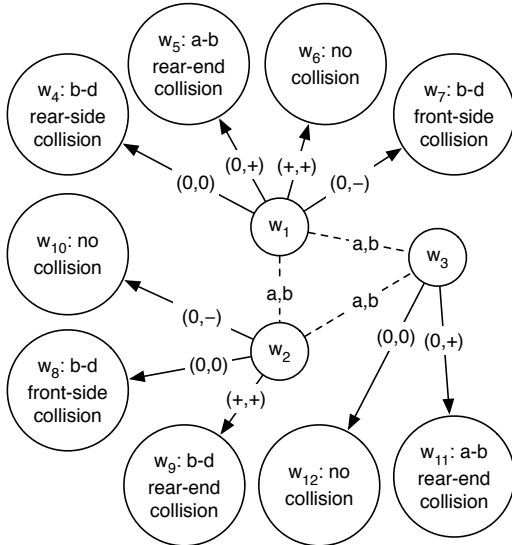 w5: a-b
rear-end
collision
w6: no
collision
w4: b-d
rear-side
collision
w7: b-d
front-side
collision
(0,0)
(0,+)
(+,+)
(0,−)
w1
a,b
w3
w10: no
collision
a,b
a,b
(0,−)
(0,0)
(0,+)
w2
w8: b-d
front-side
collision
(0,0)
(+,+)
w9: b-d
rear-end
collision
w12: no
collision
w11: a-b
rear-end
collision